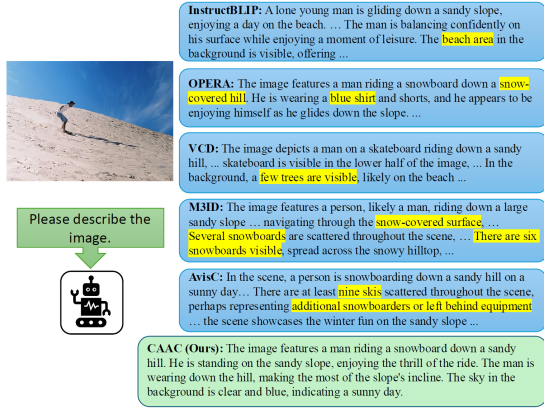 InstructBLIP: A lone young man is gliding down a sandy slope,
enjoying a day on the beach. … The man is balancing confidently on
his surface while enjoying a moment of leisure. The beach area in the
background is visible, offering ...
OPERA: The image features a man riding a snowboard down a snow-
covered hill. He is wearing a blue shirt and shorts, and he appears to be
enjoying himself as he glides down the slope. ...
VCD: The image depicts a man on a skateboard riding down a sandy
hill, ... skateboard is visible in the lower half of the image, ... In the
background, a few trees are visible, likely on the beach ...
Please describe the
image.
M3ID: The image features a person, likely a man, riding down a large
sandy slope … navigating through the snow-covered surface, …
Several snowboards are scattered throughout the scene, … There are six
snowboards visible, spread across the snowy hilltop, ...
AvisC: In the scene, a person is snowboarding down a sandy hill on a
sunny day… There are at least nine skis scattered throughout the scene,
perhaps representing additional snowboarders or left behind equipment
… the scene showcases the winter fun on the sandy slope ...
CAAC (Ours): The image features a man riding a snowboard down a sandy
hill. He is standing on the sandy slope, enjoying the thrill of the ride. The man is
wearing down the hill, making the most of the slope's incline. The sky in the
background is clear and blue, indicating a sunny day.